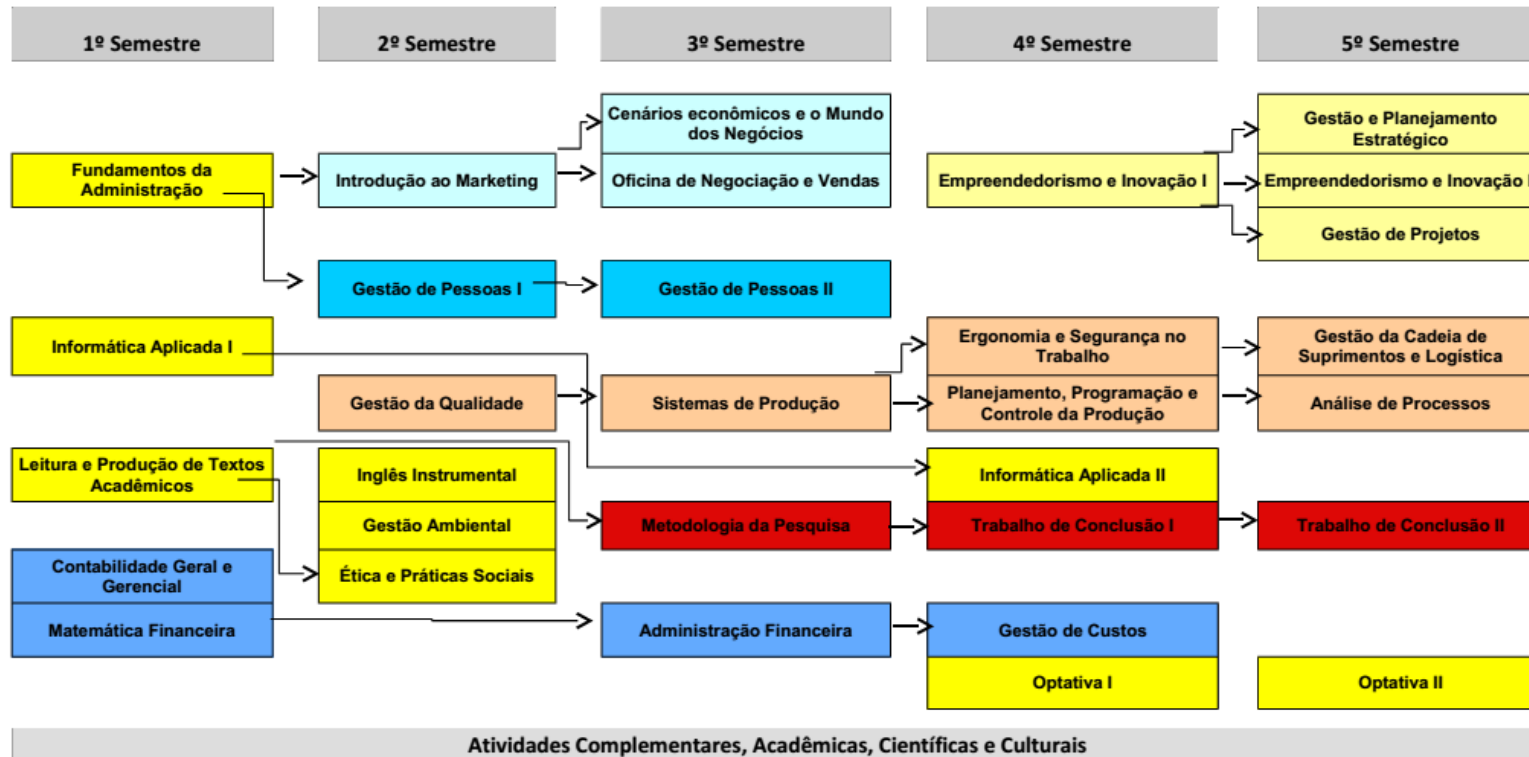 1º Semestre
2º Semestre
3º Semestre
4º Semestre
5º Semestre
Fundamentos da
Administração
Informática Aplicada I
Leitura e Produção de Textos
Acadêmicos
Contabilidade Geral e
Gerencial
Matemática Financeira
Introdução ao Marketing
Gestão de Pessoas I
Gestão da Qualidade
Inglês Instrumental
Gestão Ambiental
Ética e Práticas Sociais
Cenários econômicos e o Mundo
dos Negócios
Oficina de Negociação e Vendas
Gestão de Pessoas II
Sistemas de Produção
Metodologia da Pesquisa
Administração Financeira
Empreendedorismo e Inovação I
Ergonomia e Segurança no
Trabalho
Planejamento, Programação e
Controle da Produção
Informática Aplicada II
Trabalho de Conclusão I
Gestão de Custos
Optativa I
Gestão e Planejamento
Estratégico
Empreendedorismo e Inovação
Gestão de Projetos
Gestão da Cadeia de
Suprimentos e Logística
Análise de Processos
Trabalho de Conclusão II
Optativa II
Atividades Complementares, Acadêmicas, Científicas e Culturais